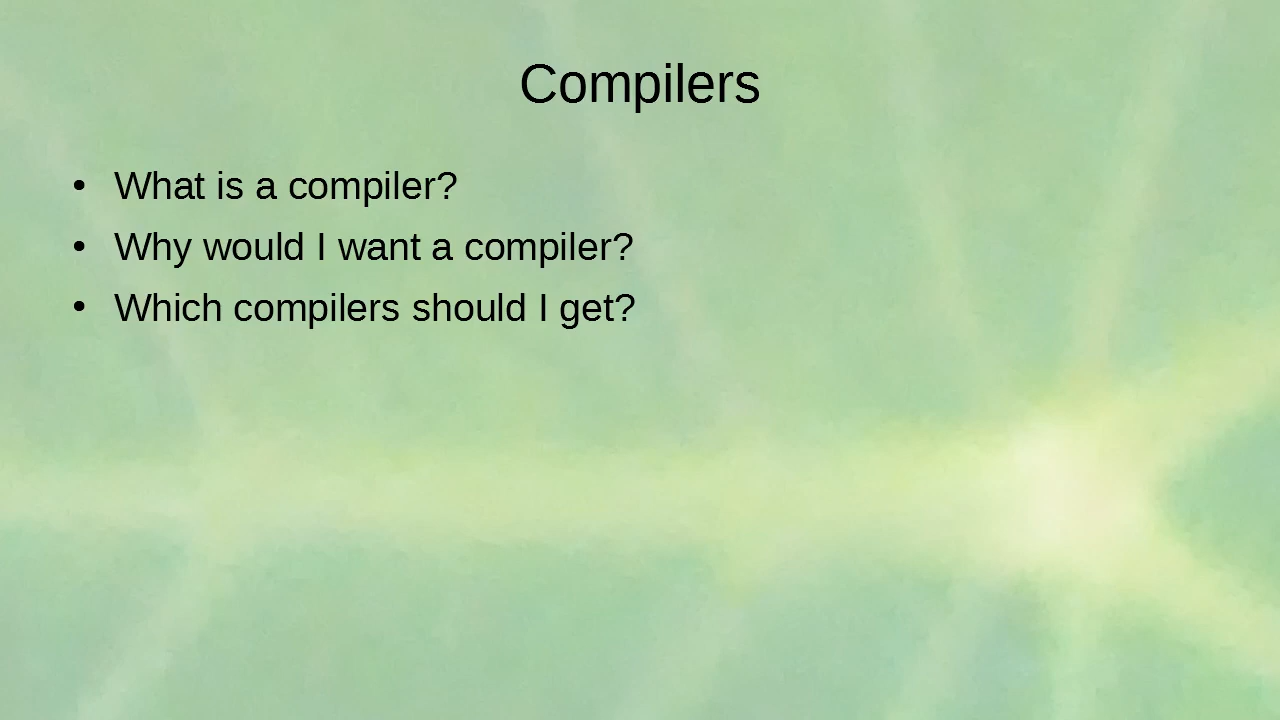 Compilers
• What is a compiler?
• Why would I want a compiler?
• Which compilers should I get?